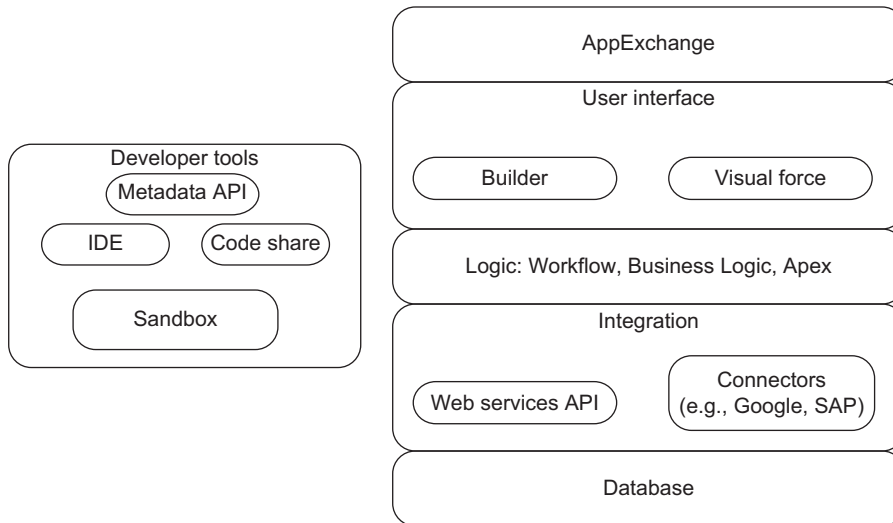 AppExchange
User interface
Builder
Visual force
Developer tools
Metadata API
IDE
Code share
Sandbox
Logic: Workflow, Business Logic, Apex
Integration
Web services API
Connectors
(e.g., Google, SAP)
Database